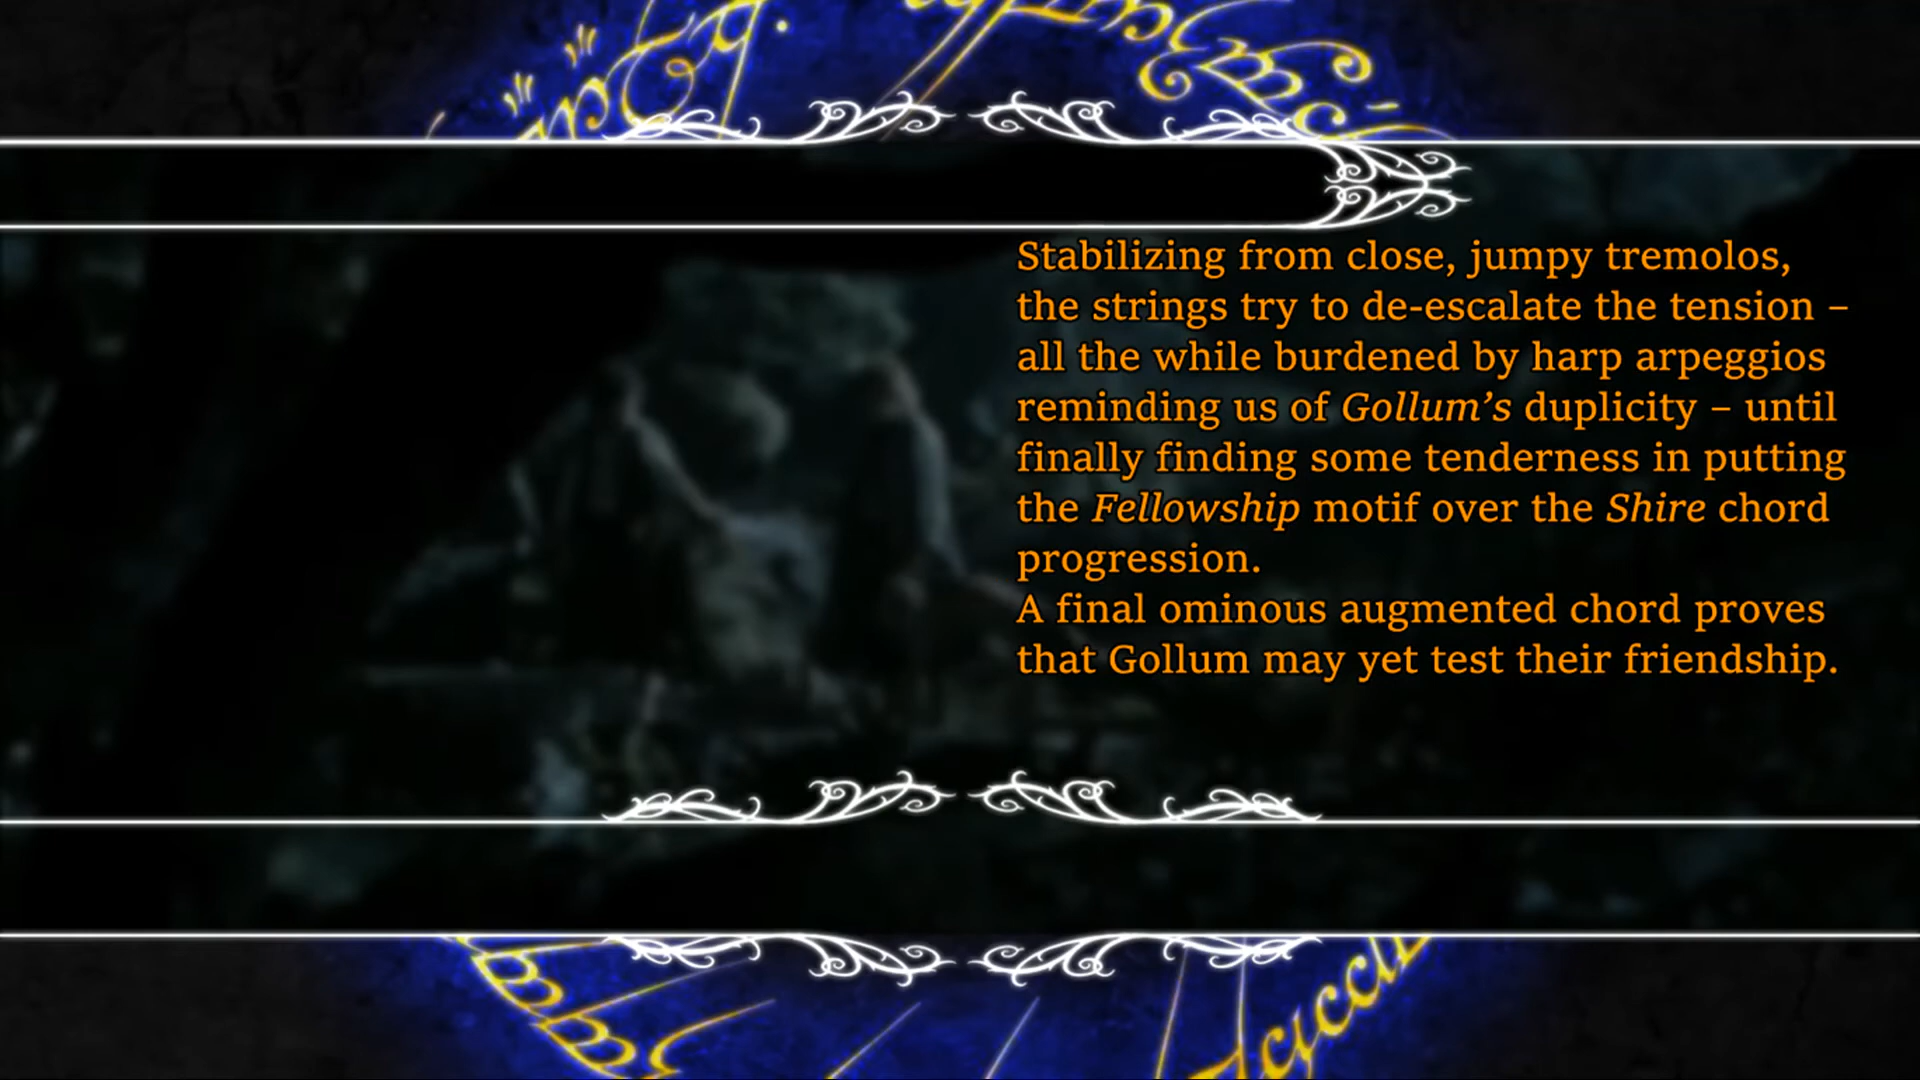 Stabilizing from close, jumpy tremolos,
the strings try to de-escalate the tension –
all the while burdened by harp arpeggios
reminding us of Gollum’s duplicity – until
finally finding some tenderness in putting
the Fellowship motif over the Shire chord
progression.
A final ominous augmented chord proves
that Gollum may yet test their friendship.